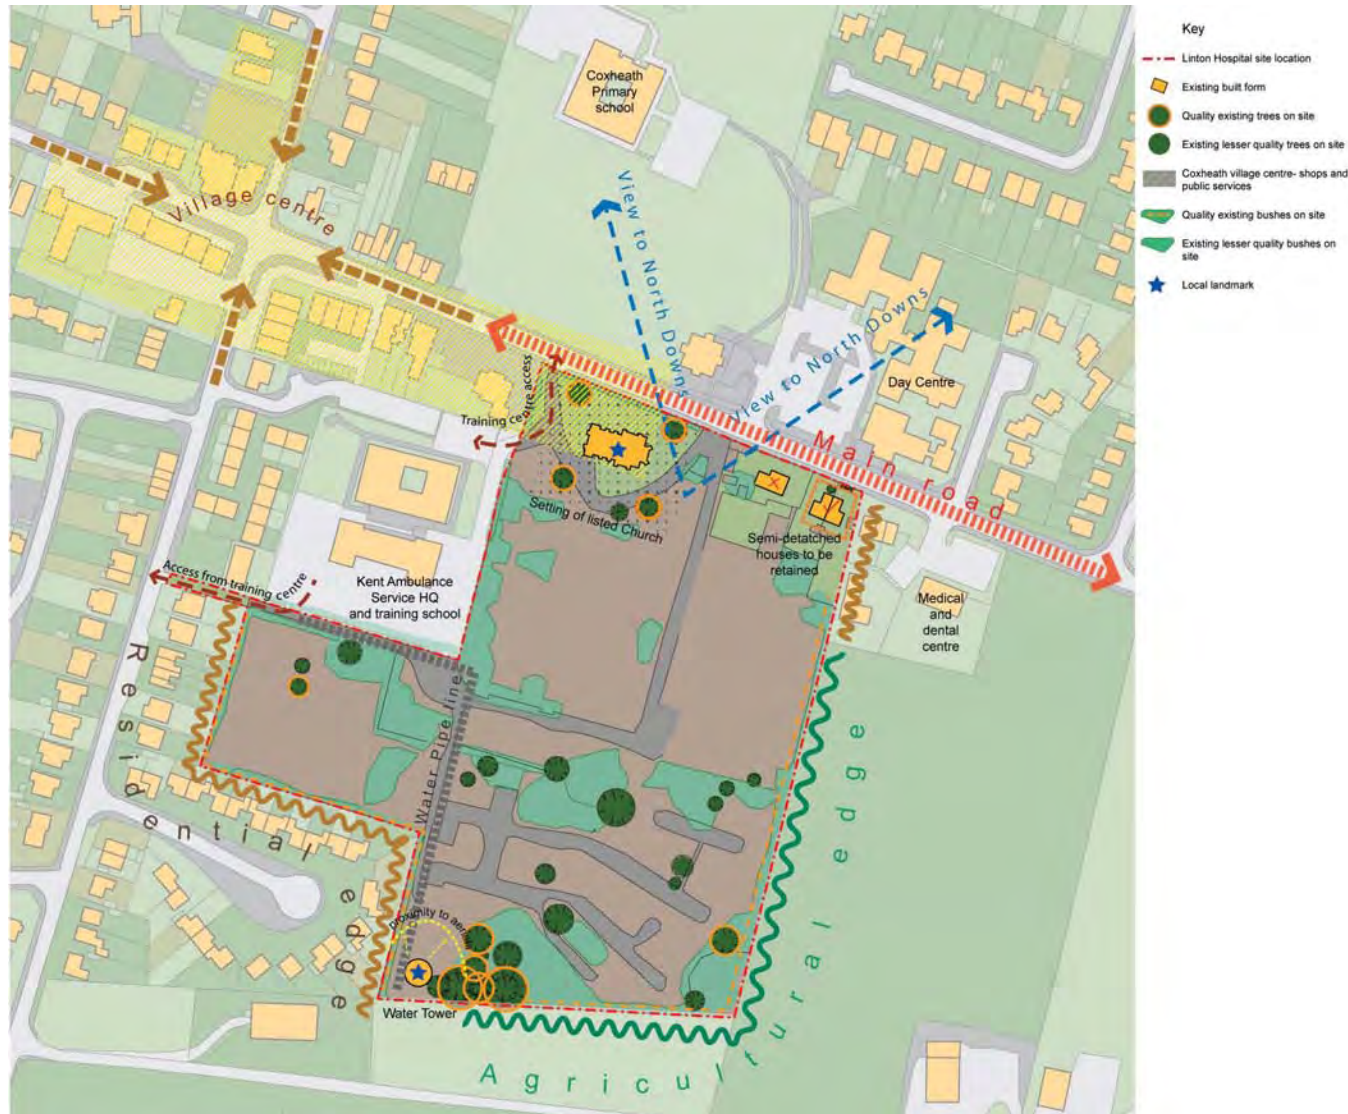 Key
Linton Hospital site location
Existing built form
Quality existing trees on site
Existing lesser quality trees on site
Coxheath village centre- shops and
public services
Quality existing bushes on site
Existing lesser quality bushes on
site
Local landmark
Coxheath
Primary
school
Village centre
View to North Downs
View to North Downs
Day Centre
Main road
Training centre access
Setting of listed Church
Semi-detatched
houses to be
retained
Medical
and
dental
centre
Kent Ambulance
Service HQ
and training school
Access from training centre
Residential edge
Water Pipe line
proximity to aerial
Water Tower
Agricultural edge